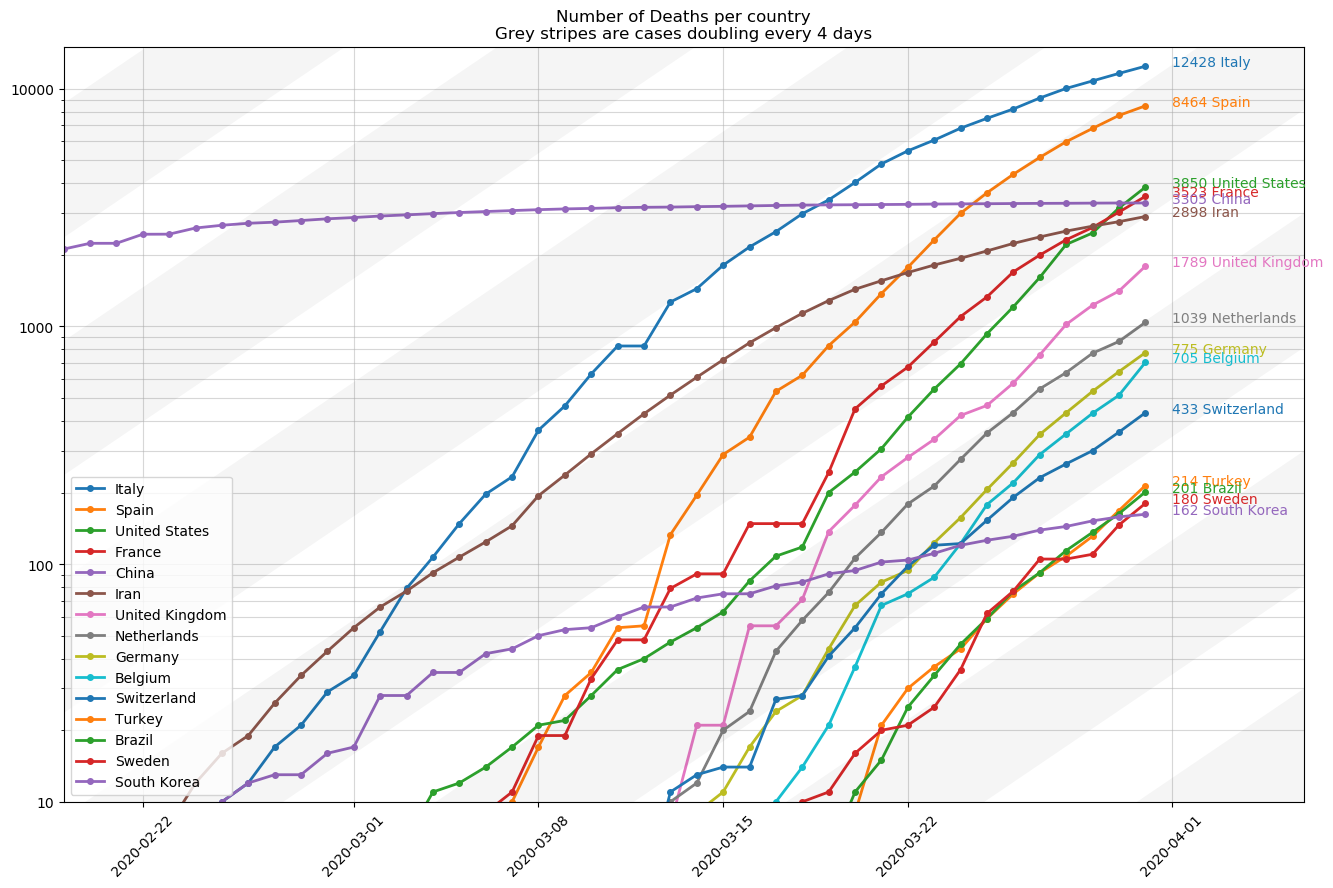 Number of Deaths per country
Grey stripes are cases doubling every 4 days
10000
1000
100
10
12428 Italy
8464 Spain
3850 United States
3523 France
3305 China
2898 Iran
1789 United Kingdom
1039 Netherlands
775 Germany
705 Belgium
433 Switzerland
214 Turkey
201 Brazil
180 Sweden
162 South Korea
Italy
Spain
United States
France
China
Iran
United Kingdom
Netherlands
Germany
Belgium
Switzerland
Turkey
Brazil
Sweden
South Korea
2020-02-22
2020-03-01
2020-03-08
2020-03-15
2020-03-22
2020-04-01